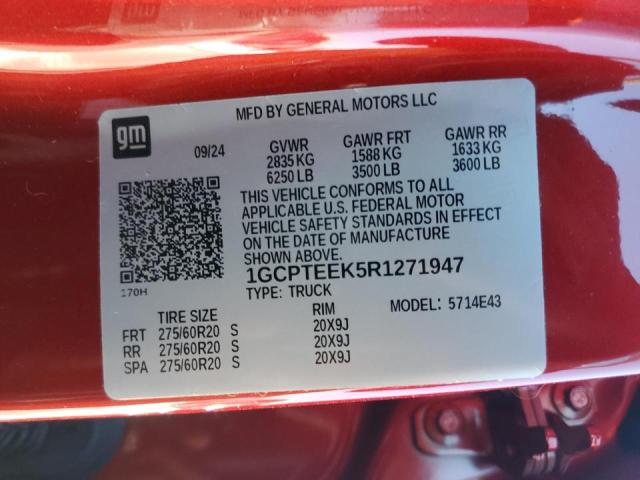 MFD BY GENERAL MOTORS LLC
gm
09/24
GVWR
2835 KG
6250 LB
GAWR FRT
1588 KG
3500 LB
GAWR RR
1633 KG
3600 LB
THIS VEHICLE CONFORMS TO ALL
APPLICABLE U.S. FEDERAL MOTOR
VEHICLE SAFETY STANDARDS IN EFFECT
ON THE DATE OF MANUFACTURE
SHOWN ABOVE.
1GCPTEEK5R1271947
TYPE: TRUCK
MODEL: 5714E43
170H
TIRE SIZE RIM
FRT 275/60R20 S 20X9J
RR 275/60R20 S 20X9J
SPA 275/60R20 S 20X9J